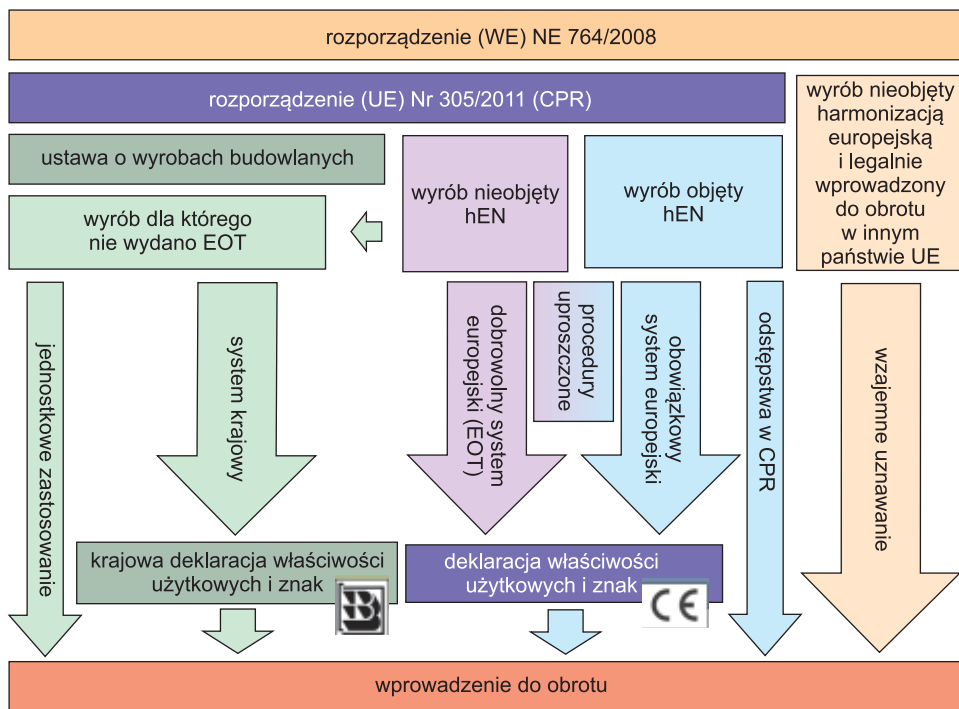 rozporządzenie (WE) NE 764/2008
rozporządzenie (UE) Nr 305/2011 (CPR)
wyrób nieobjęty
harmonizacją
europejską
i legalnie
wprowadzony
do obrotu
w innym
państwie UE
ustawa o wyrobach budowlanych
wyrób nieobjęty
hEN
wyrób objęty
hEN
wyrób dla którego
nie wydano EOT
jednostkowe zastosowanie
system krajowy
dobrowolny system
europejski (EOT)
procedury
uproszczone
obowiązkowy
system europejski
odstępstwa w CPR
wzajemne uznawanie
krajowa deklaracja właściwości
użytkowych i znak
B
deklaracja właściwości
użytkowych i znak
CE
wprowadzenie do obrotu